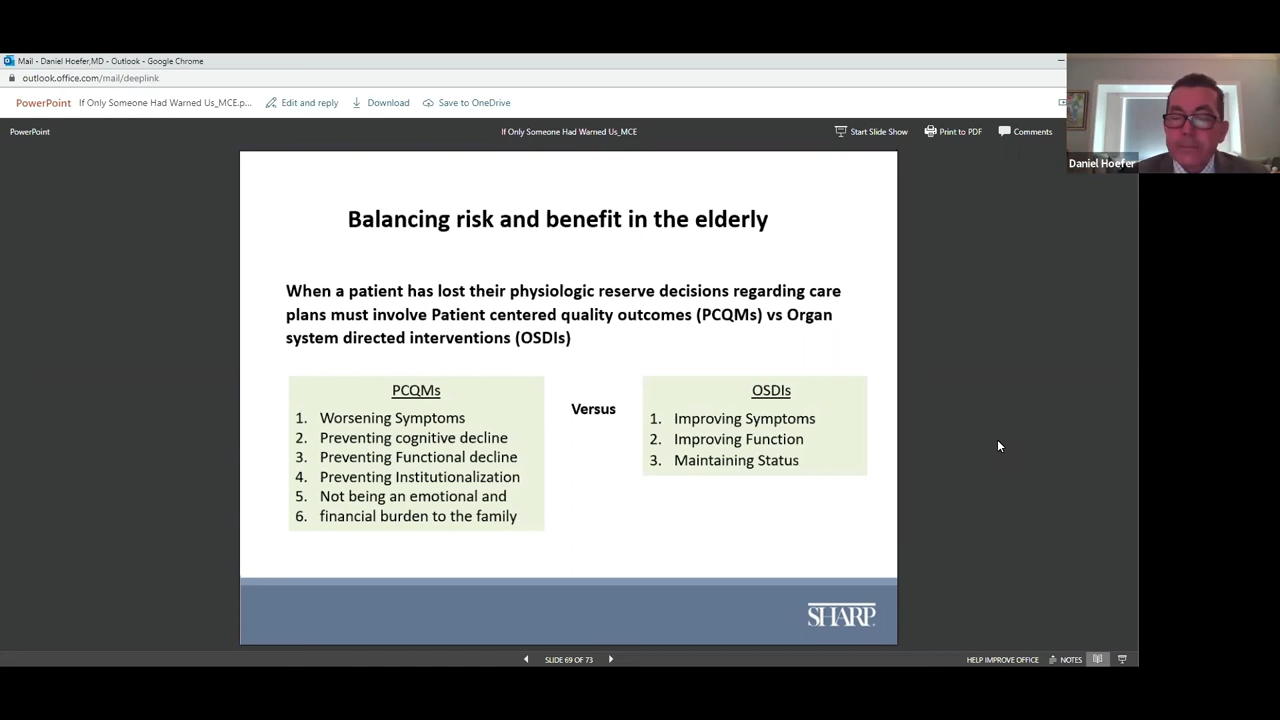 Mail - Daniel Hoefer,MD - Outlook - Google Chrome
outlook.office.com/mail/deeplink
PowerPoint If Only Someone Had Warned Us_MCE.p... Edit and reply Download Save to OneDrive
PowerPoint If Only Someone Had Warned Us_MCE Start Slide Show Print to PDF Comments
Daniel Hoefer
Balancing risk and benefit in the elderly
When a patient has lost their physiologic reserve decisions regarding care
plans must involve Patient centered quality outcomes (PCQMs) vs Organ
system directed interventions (OSDIs)
PCQMs
1. Worsening Symptoms
2. Preventing cognitive decline
3. Preventing Functional decline
4. Preventing Institutionalization
5. Not being an emotional and
6. financial burden to the family
Versus
OSDIs
1. Improving Symptoms
2. Improving Function
3. Maintaining Status
SHARP
SLIDE 69 OF 73 HELP IMPROVE OFFICE NOTES